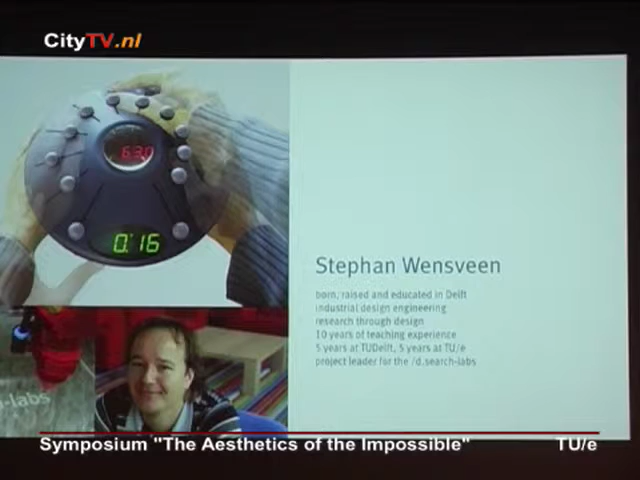 CityTV.nl
6:30
0:16
Stephan Wensveen
born, raised and educated in Delft
industrial design engineering
research through design
10 years of teaching experience
5 years at TUDelft, 5 years at TU/e
project leader for the /d.search-labs
-labs
Symposium "The Aesthetics of the Impossible" TU/e